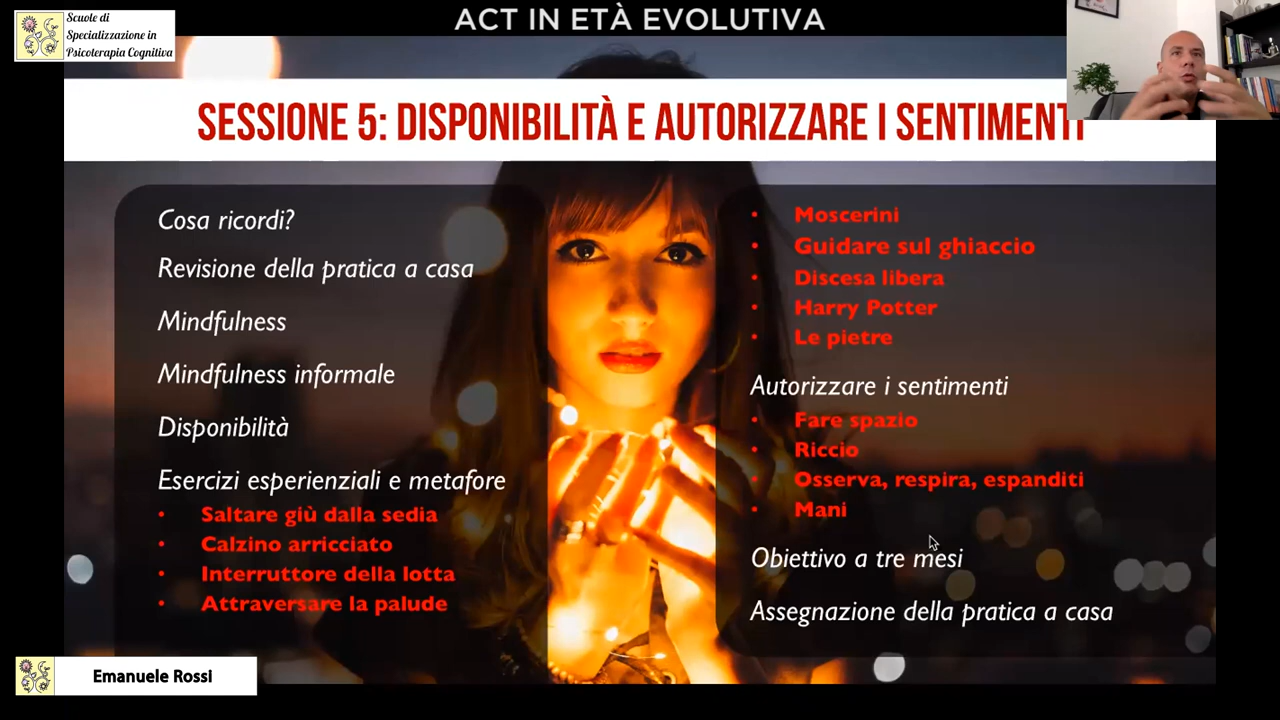 Scuole di
Specializzazione in
Psicoterapia Cognitiva
ACT IN ETÀ EVOLUTIVA
SESSIONE 5: DISPONIBILITÀ E AUTORIZZARE I SENTIMENTI
Cosa ricordi?
Revisione della pratica a casa
Mindfulness
Mindfulness informale
Disponibilità
Esercizi esperienziali e metafore
• Saltare giù dalla sedia
• Calzino arricciato
• Interruttore della lotta
• Attraversare la palude
• Moscerini
• Guidare sul ghiaccio
• Discesa libera
• Harry Potter
• Le pietre
Autorizzare i sentimenti
• Fare spazio
• Riccio
• Osserva, respira, espanditi
• Mani
Obiettivo a tre mesi
Assegnazione della pratica a casa
Emanuele Rossi